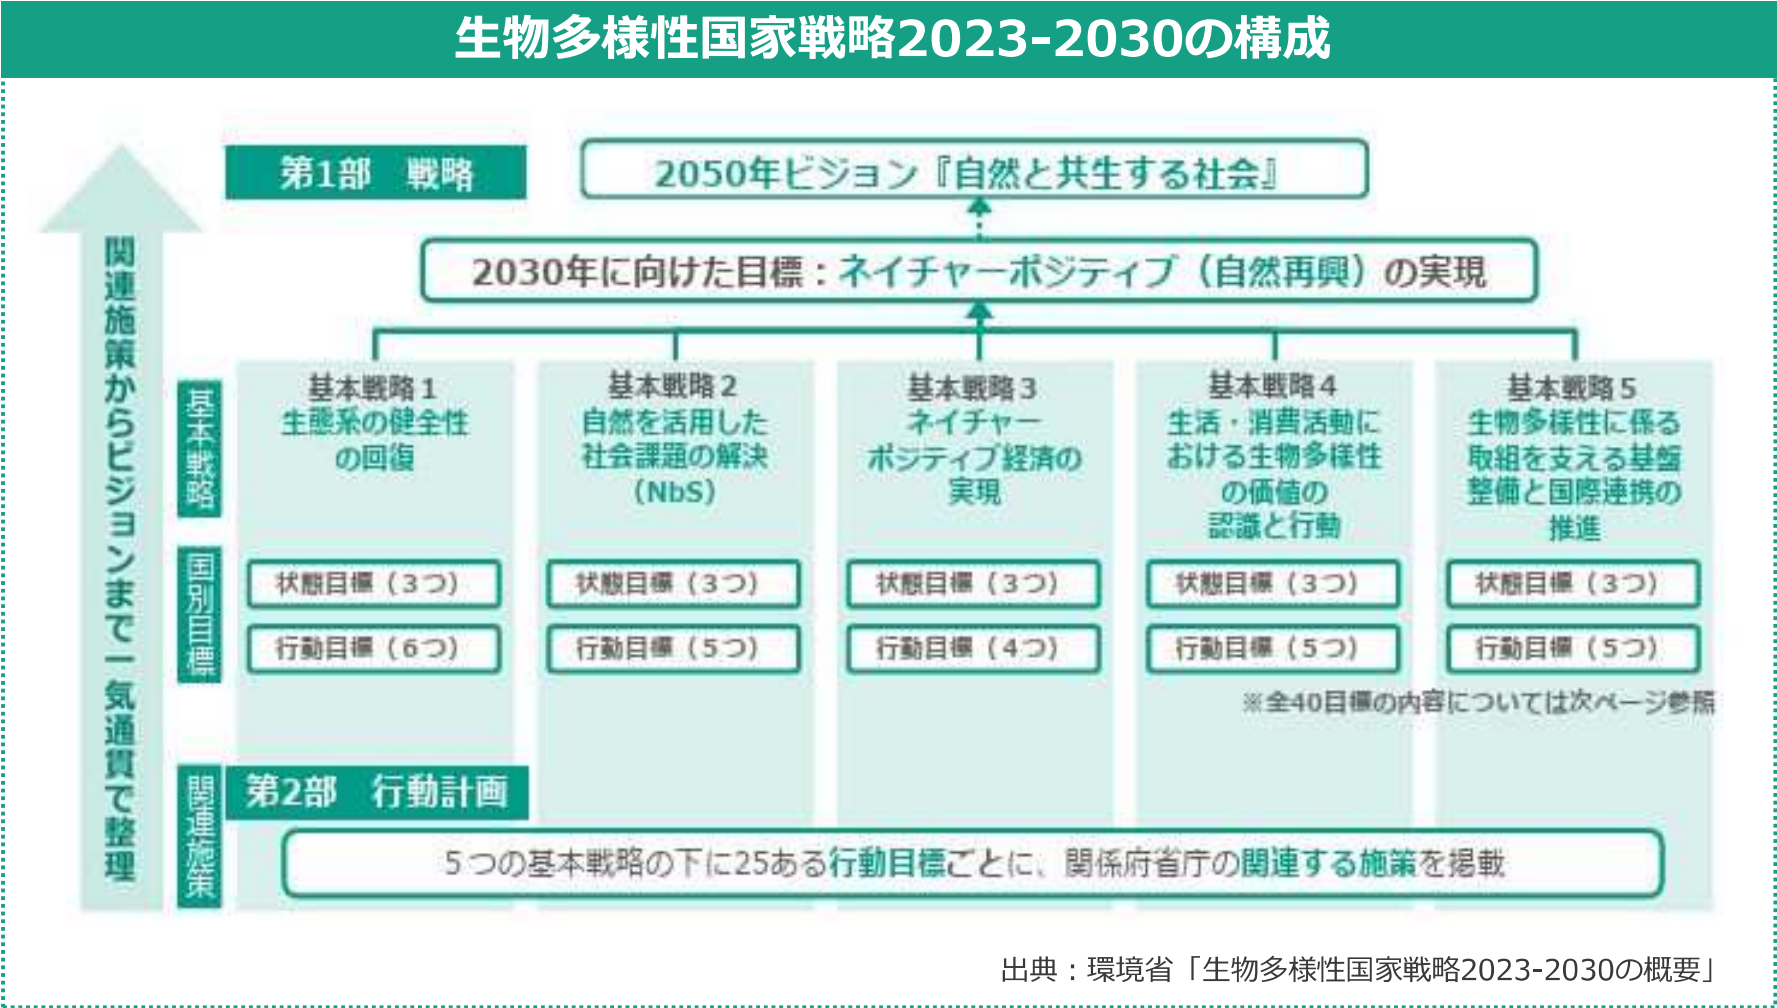 生物多様性国家戦略2023-2030の構成
第1部　戦略
2050年ビジョン『自然と共生する社会』
2030年に向けた目標：ネイチャーポジティブ（自然再興）の実現
関連施策からビジョンまで一気通貫で整理
基本戦略
基本戦略１
生態系の健全性
の回復
基本戦略２
自然を活用した
社会課題の解決
（NbS）
基本戦略３
ネイチャー
ポジティブ経済の
実現
基本戦略４
生活・消費活動に
おける生物多様性
の価値の
認識と行動
基本戦略５
生物多様性に係る
取組を支える基盤
整備と国際連携の
推進
国別目標
状態目標（３つ）
状態目標（３つ）
状態目標（３つ）
状態目標（３つ）
状態目標（３つ）
行動目標（６つ）
行動目標（５つ）
行動目標（４つ）
行動目標（５つ）
行動目標（５つ）
※全40目標の内容については次ページ参照
関連施策
第2部　行動計画
５つの基本戦略の下に25ある行動目標ごとに、関係府省庁の関連する施策を掲載
出典：環境省「生物多様性国家戦略2023-2030の概要」